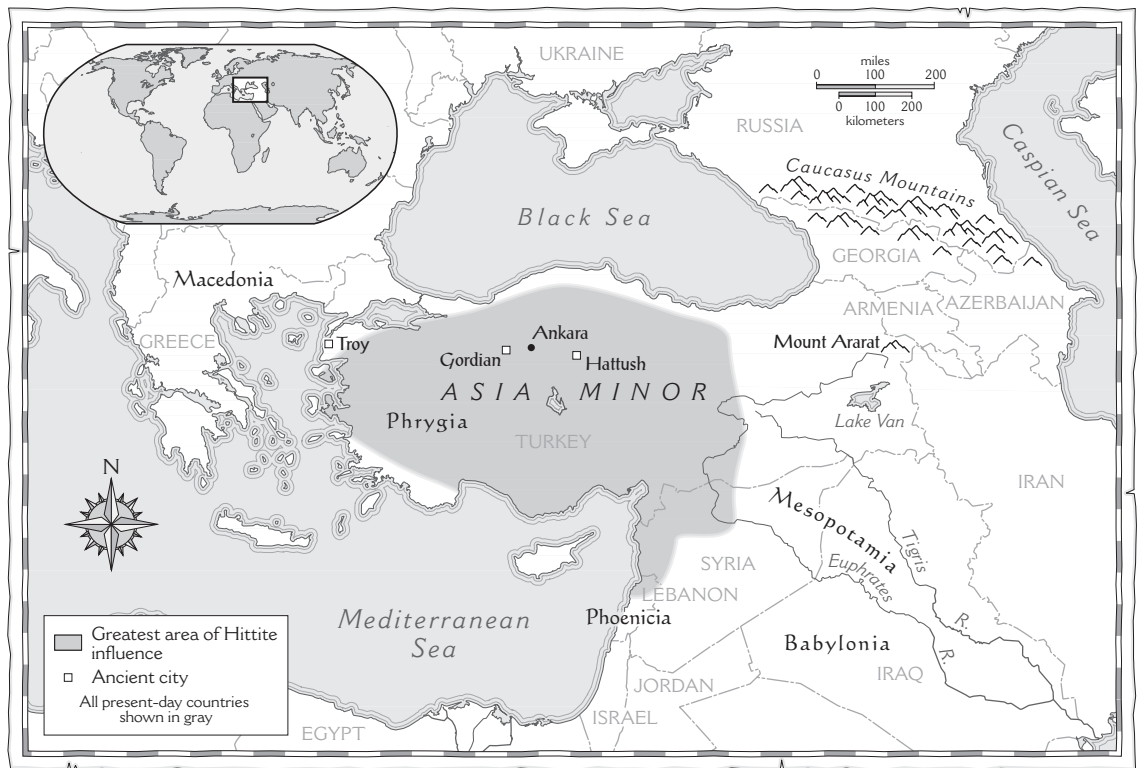 UKRAINE
miles
0 100 200
0 100 200
kilometers
RUSSIA
Caucasus Mountains
Caspian Sea
Black Sea
GEORGIA
Macedonia
ARMENIA
AZERBAIJAN
GREECE
Troy
Ankara
Gordian
Hattush
Mount Ararat
ASIA MINOR
Phrygia
Lake Van
TURKEY
N
IRAN
Mesopotamia
Tigris
R.
SYRIA
Euphrates
R.
LEBANON
Phoenicia
Mediterranean
Sea
Babylonia
IRAQ
JORDAN
ISRAEL
EGYPT
Greatest area of Hittite
influence
Ancient city
All present-day countries
shown in gray